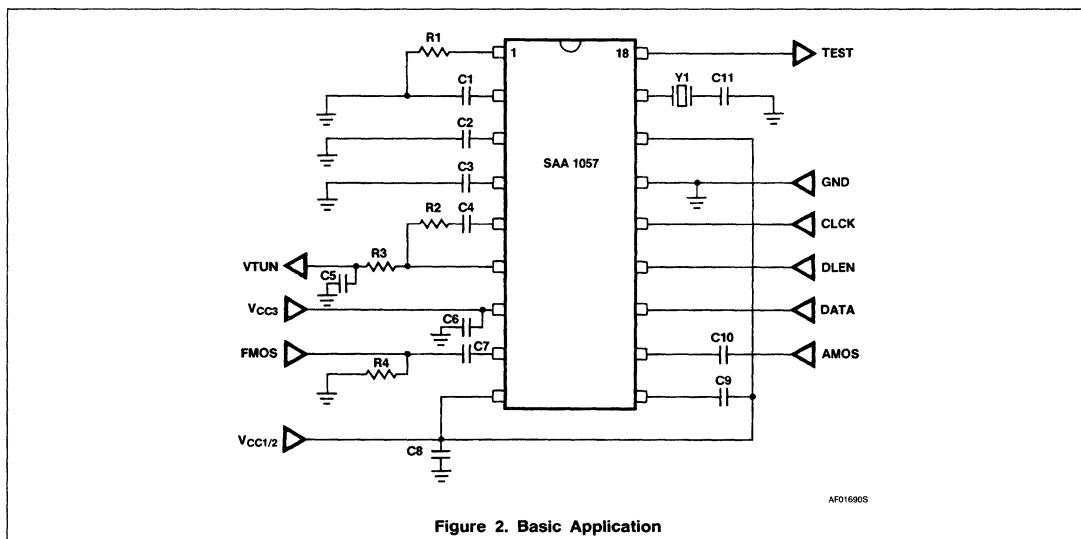 R1
1
18
TEST
C1
Y1
C11
C2
SAA 1057
C3
GND
R2
C4
CLCK
VTUN
R3
C5
DLEN
VCC3
C6
DATA
FMOS
C7
C10
AMOS
R4
C9
VCC1/2
C8
AF01690S
Figure 2. Basic Application